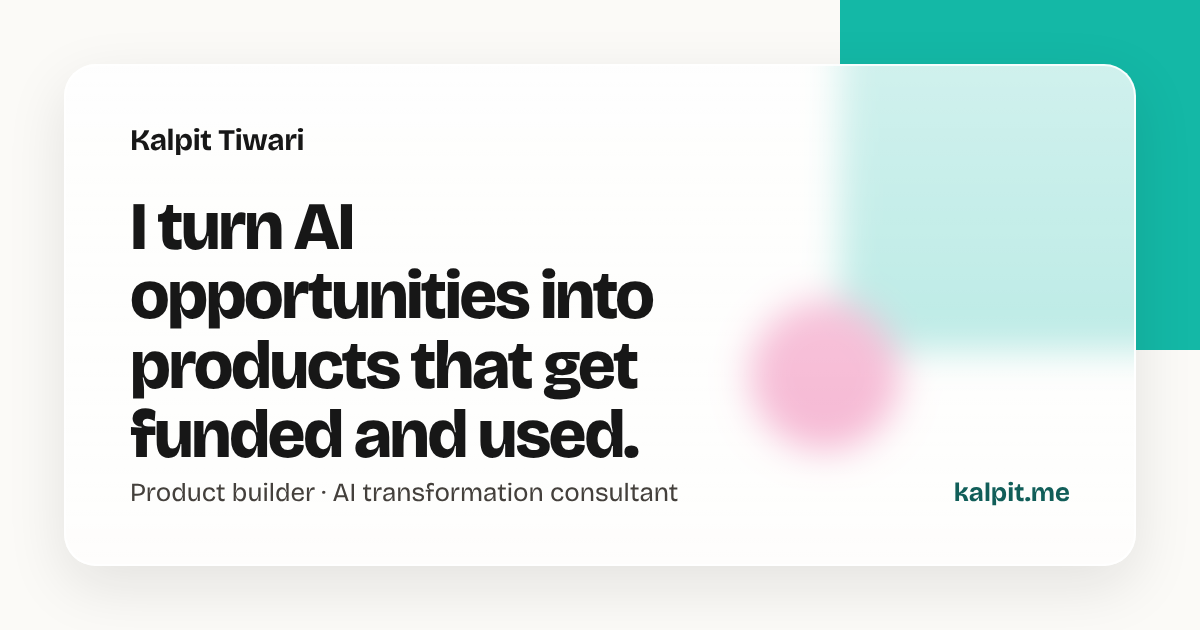 Kalpit Tiwari
I turn AI
opportunities into
products that get
funded and used.
Product builder · AI transformation consultant
kalpit.me